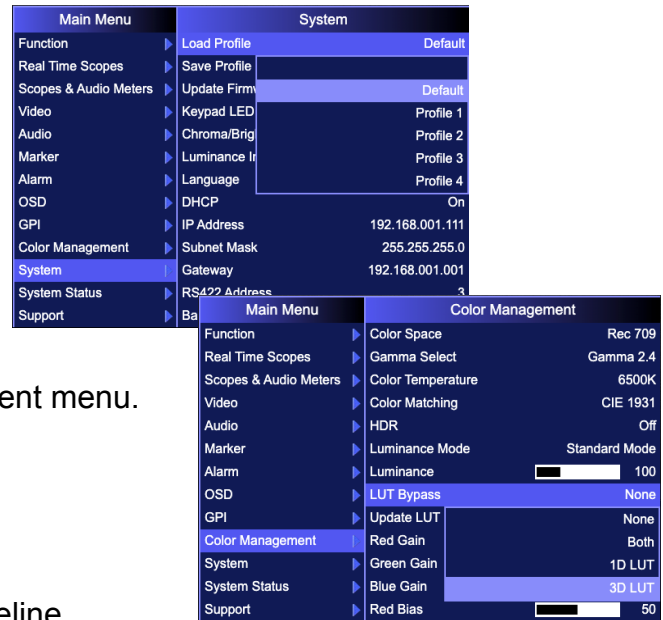 Main Menu System
Function Load Profile Default
Real Time Scopes Save Profile
Scopes & Audio Meters Update Default
Video Keypad LED Profile 1
Audio Profile 2
Marker Luminance Profile 3
Alarm Language Profile 4
OSD DHCP On
GPI IP Address 192.168.001.111
Color Management Subnet Mask 255.255.255.0
System Gateway 192.168.001.001
System Status RS422 Address 3
Support Ba
ent menu.
eline
Main Menu Color Management
Function Color Space Rec 709
Real Time Scopes Gamma Select Gamma 2.4
Scopes & Audio Meters Color Temperature 6500K
Video Color Matching CIE 1931
Audio HDR Off
Marker Luminance Mode Standard Mode
Alarm Luminance 100
OSD LUT Bypass None
GPI Update LUT None
Color Management Red Gain Both
System Green Gain 1D LUT
System Status Blue Gain 3D LUT
Support Red Bias 50